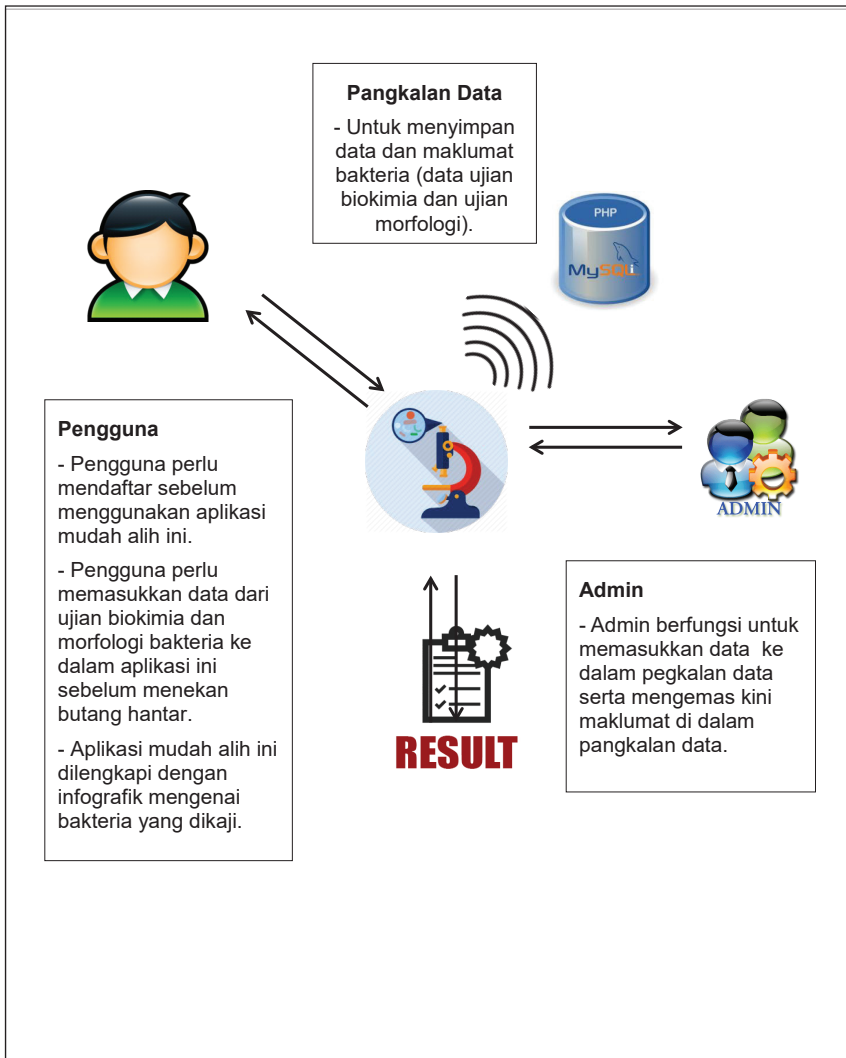 Pangkalan Data
- Untuk menyimpan
data dan maklumat
bakteria (data ujian
biokimia dan ujian
morfologi).
PHP
MySQLi
Pengguna
- Pengguna perlu
mendaftar sebelum
menggunakan aplikasi
mudah alih ini.
- Pengguna perlu
memasukkan data dari
ujian biokimia dan
morfologi bakteria ke
dalam aplikasi ini
sebelum menekan
butang hantar.
- Aplikasi mudah alih ini
dilengkapi dengan
infografik mengenai
bakteria yang dikaji.
ADMIN
Admin
- Admin berfungsi untuk
memasukkan data  ke
dalam pegkalan data
serta mengemas kini
maklumat di dalam
pangkalan data.
RESULT